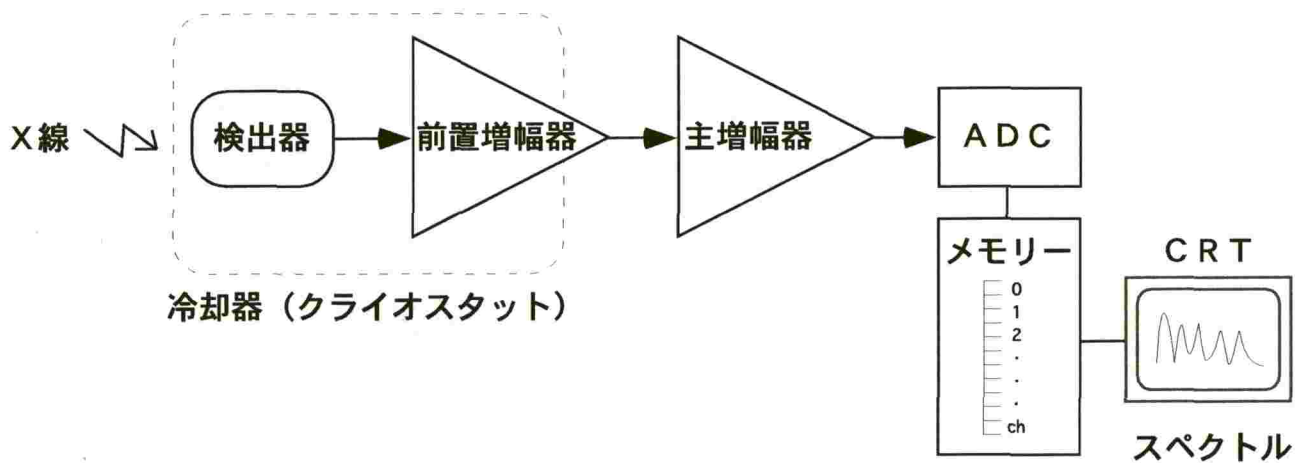 X線
検出器
前置増幅器
主増幅器
ADC
冷却器(クライオスタット)
メモリー
0
1
2
・
・
・
ch
CRT
スペクトル